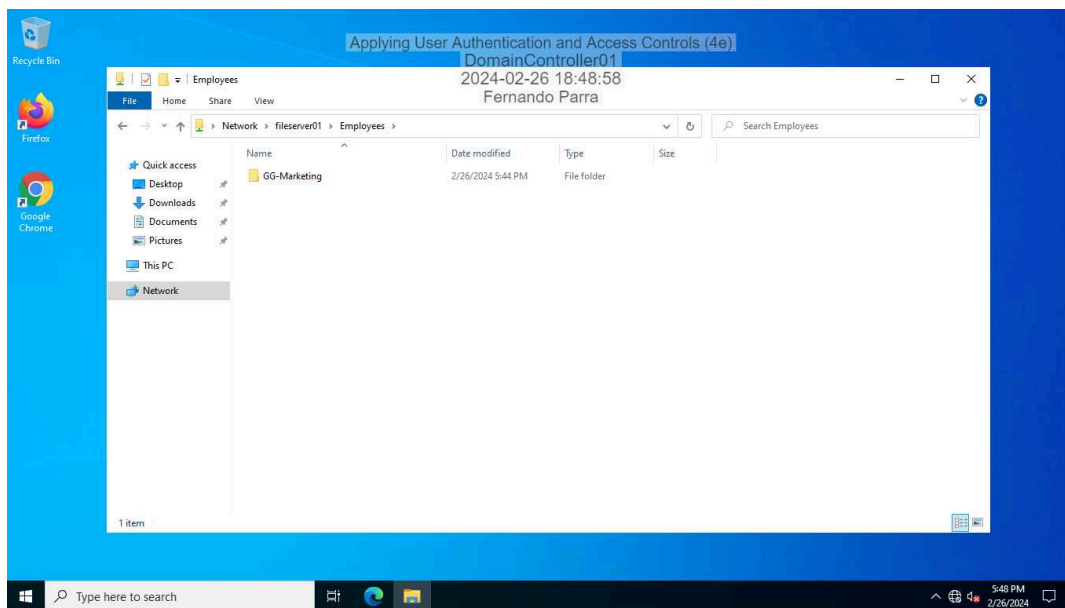 Recycle Bin
Applying User Authentication and Access Controls (4e)
DomainController01
2024-02-26 18:48:58
Fernando Parra
Employees
File Home Share View
Network > fileserver01 > Employees >
Search Employees
Firefox
Google
Chrome
Name Date modified Type Size
GG-Marketing 2/26/2024 5:44 PM File folder
Quick access
Desktop
Downloads
Documents
Pictures
This PC
Network
1 item
Type here to search
5:48 PM
2/26/2024